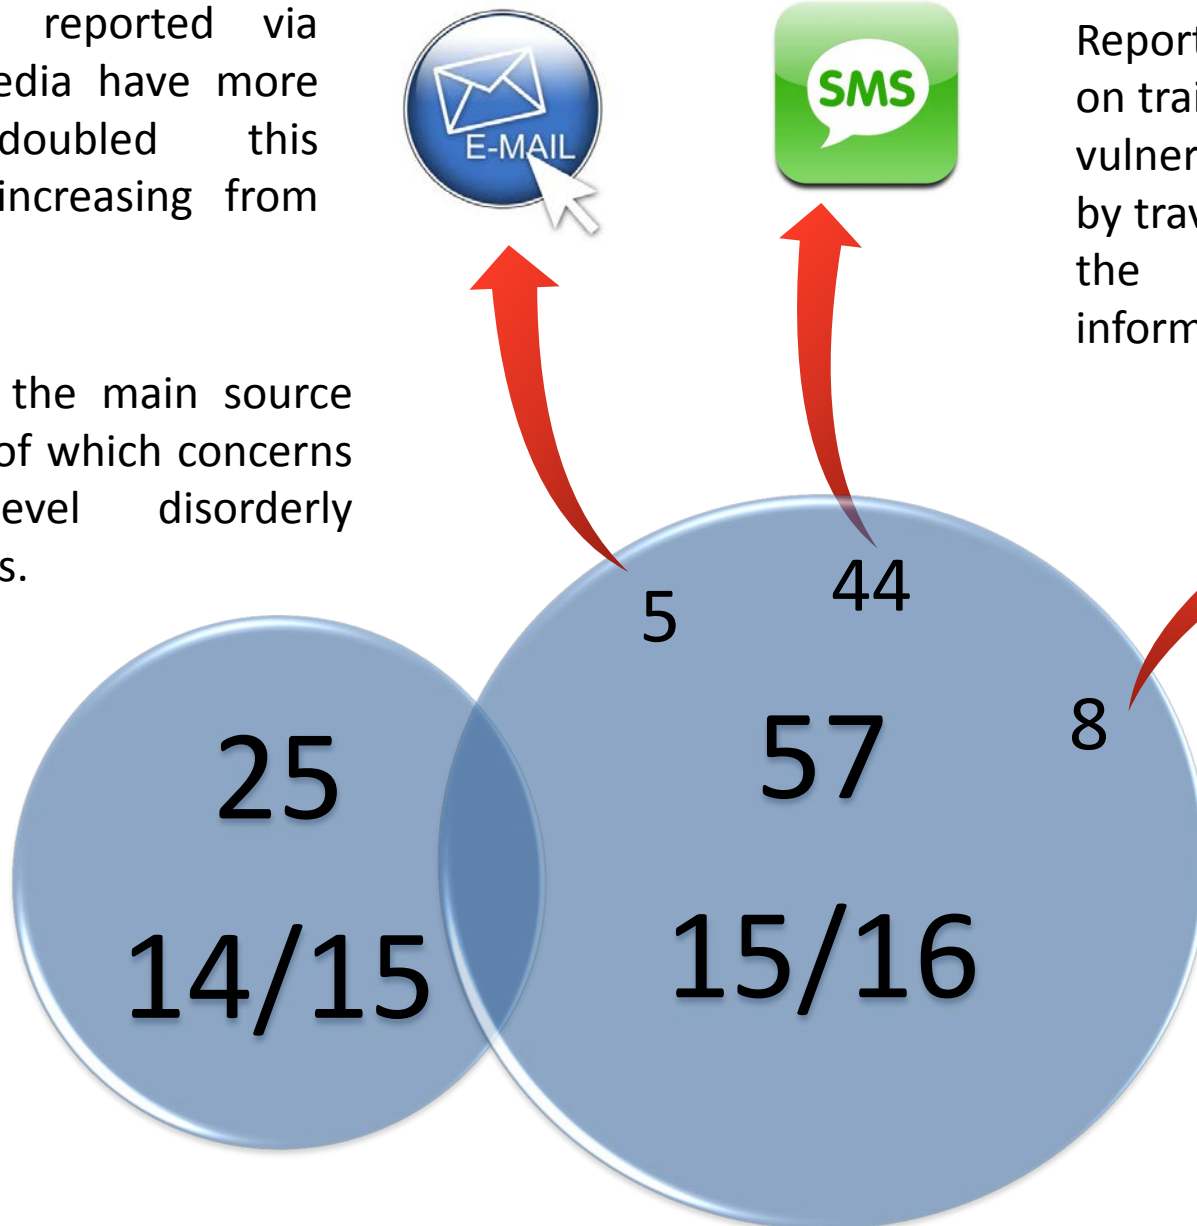 reported via
edia have more
doubled this
increasing from
the main source
of which concerns
evel disorderly
s.
E-MAIL
SMS
Report
on trai
vulner
by trav
the
inform
5
44
8
25
57
14/15
15/16